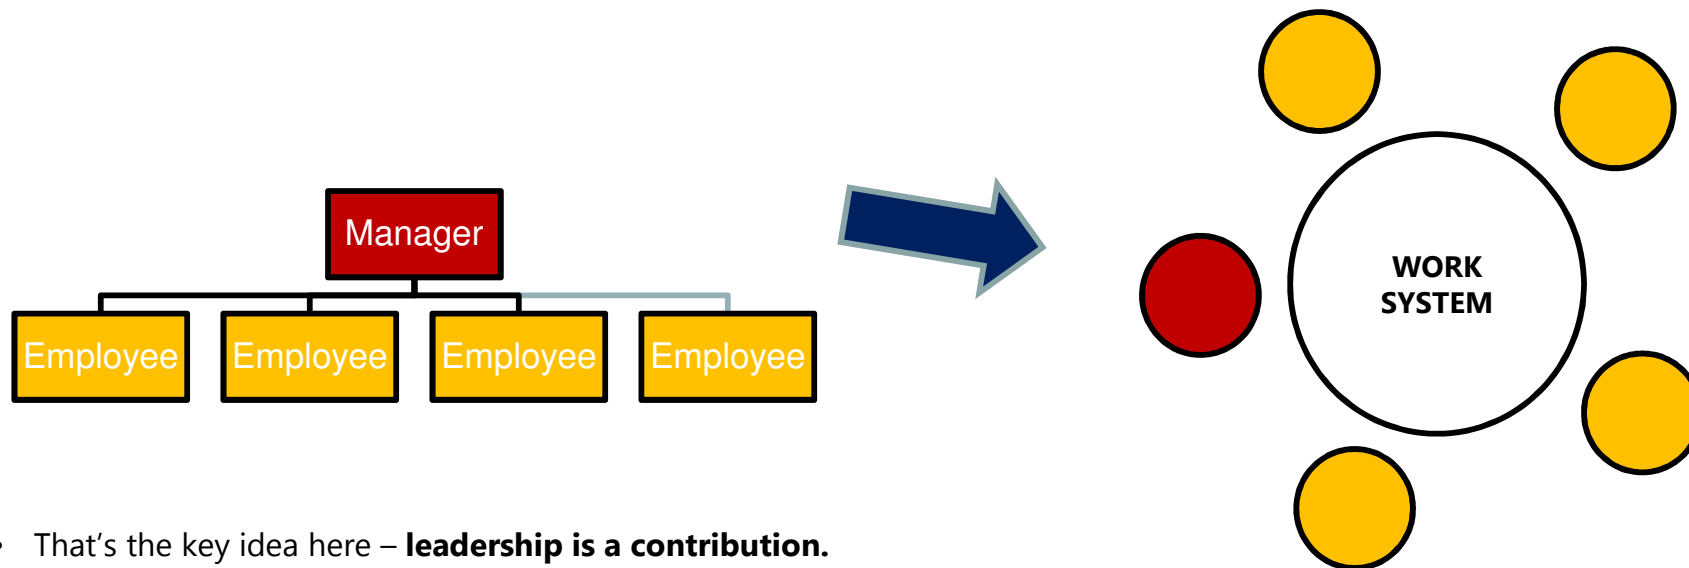 Manager
Employee
Employee
Employee
Employee
WORK
SYSTEM
• That’s the key idea here – leadership is a contribution.